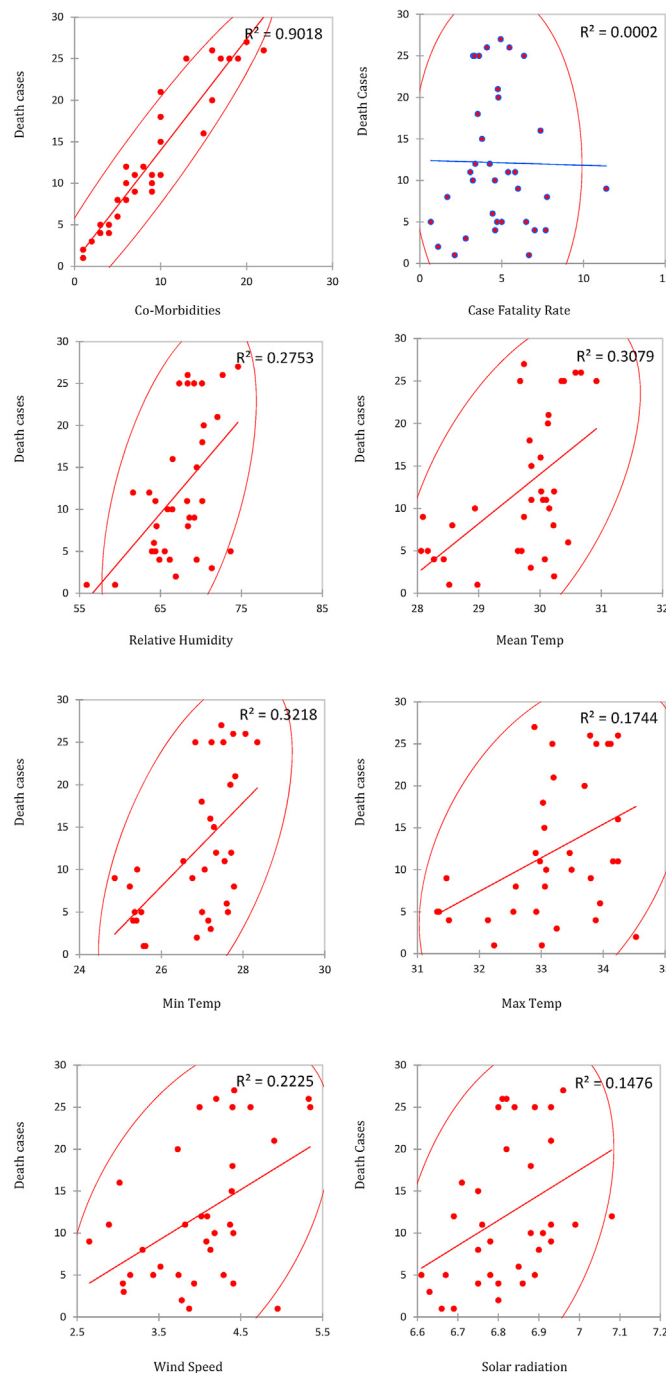 R² = 0.9018
Death cases
30
25
20
15
10
5
0
0 10 20 30
Co-Morbidities
R² = 0.0002
Death Cases
30
25
20
15
10
5
0
0 5 10 15
Case Fatality Rate
R² = 0.2753
Death cases
30
25
20
15
10
5
0
55 65 75 85
Relative Humidity
R² = 0.3079
Death cases
30
25
20
15
10
5
0
28 29 30 31 32
Mean Temp
R² = 0.3218
Death cases
30
25
20
15
10
5
0
24 26 28 30
Min Temp
R² = 0.1744
Death cases
30
25
20
15
10
5
0
31 32 33 34 35
Max Temp
R² = 0.2225
Death cases
30
25
20
15
10
5
0
2.5 3.5 4.5 5.5
Wind Speed
R² = 0.1476
Death cases
30
25
20
15
10
5
0
6.6 6.7 6.8 6.9 7 7.1 7.2
Solar radiation